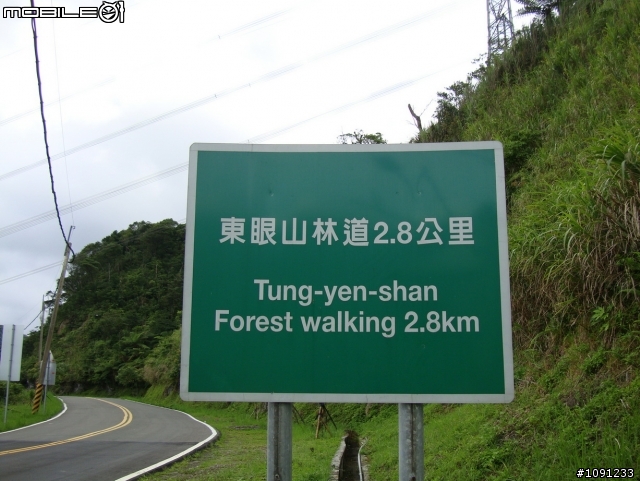 MOBILE01
東眼山林道2.8公里
Tung-yen-shan
Forest walking 2.8km
#1091233